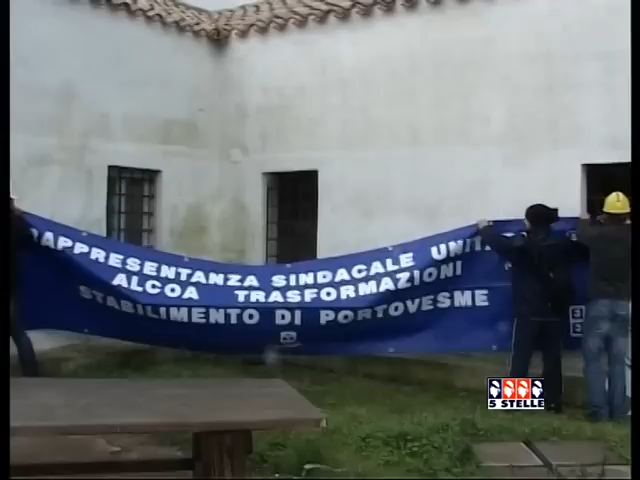 RAPPRESENTANZA SINDACALE UNIT
ALCOA TRASFORMAZIONI
STABILIMENTO DI PORTOVESME
5 STELLE